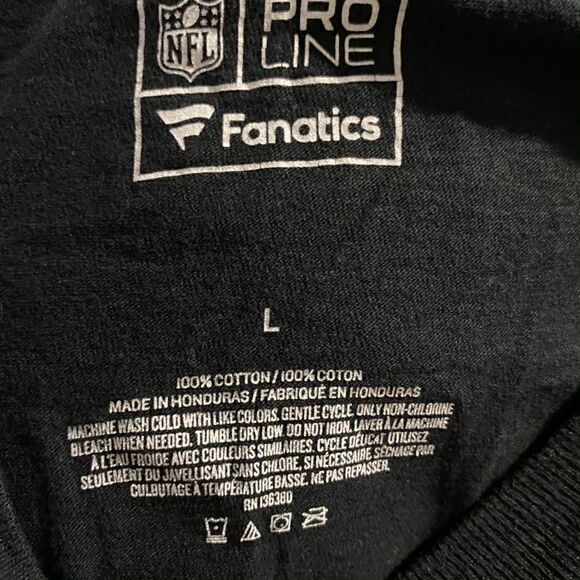 NFL
PRO
LINE
Fanatics
L
100% COTTON / 100% COTON
MADE IN HONDURAS / FABRIQUÉ EN HONDURAS
MACHINE WASH COLD WITH LIKE COLORS. GENTLE CYCLE. ONLY NON-CHLORINE
BLEACH WHEN NEEDED. TUMBLE DRY LOW. DO NOT IRON. LAVER À LA MACHINE
À L'EAU FROIDE AVEC COULEURS SIMILAIRES. CYCLE DÉLICAT UTILISER
SEULEMENT DU JAVELLISANT SANS CHLORE, SI NÉCESSAIRE SÉCHAGE PAR
CULBUTAGE À TEMPÉRATURE BASSE. NE PAS REPASSER.
RN 136380